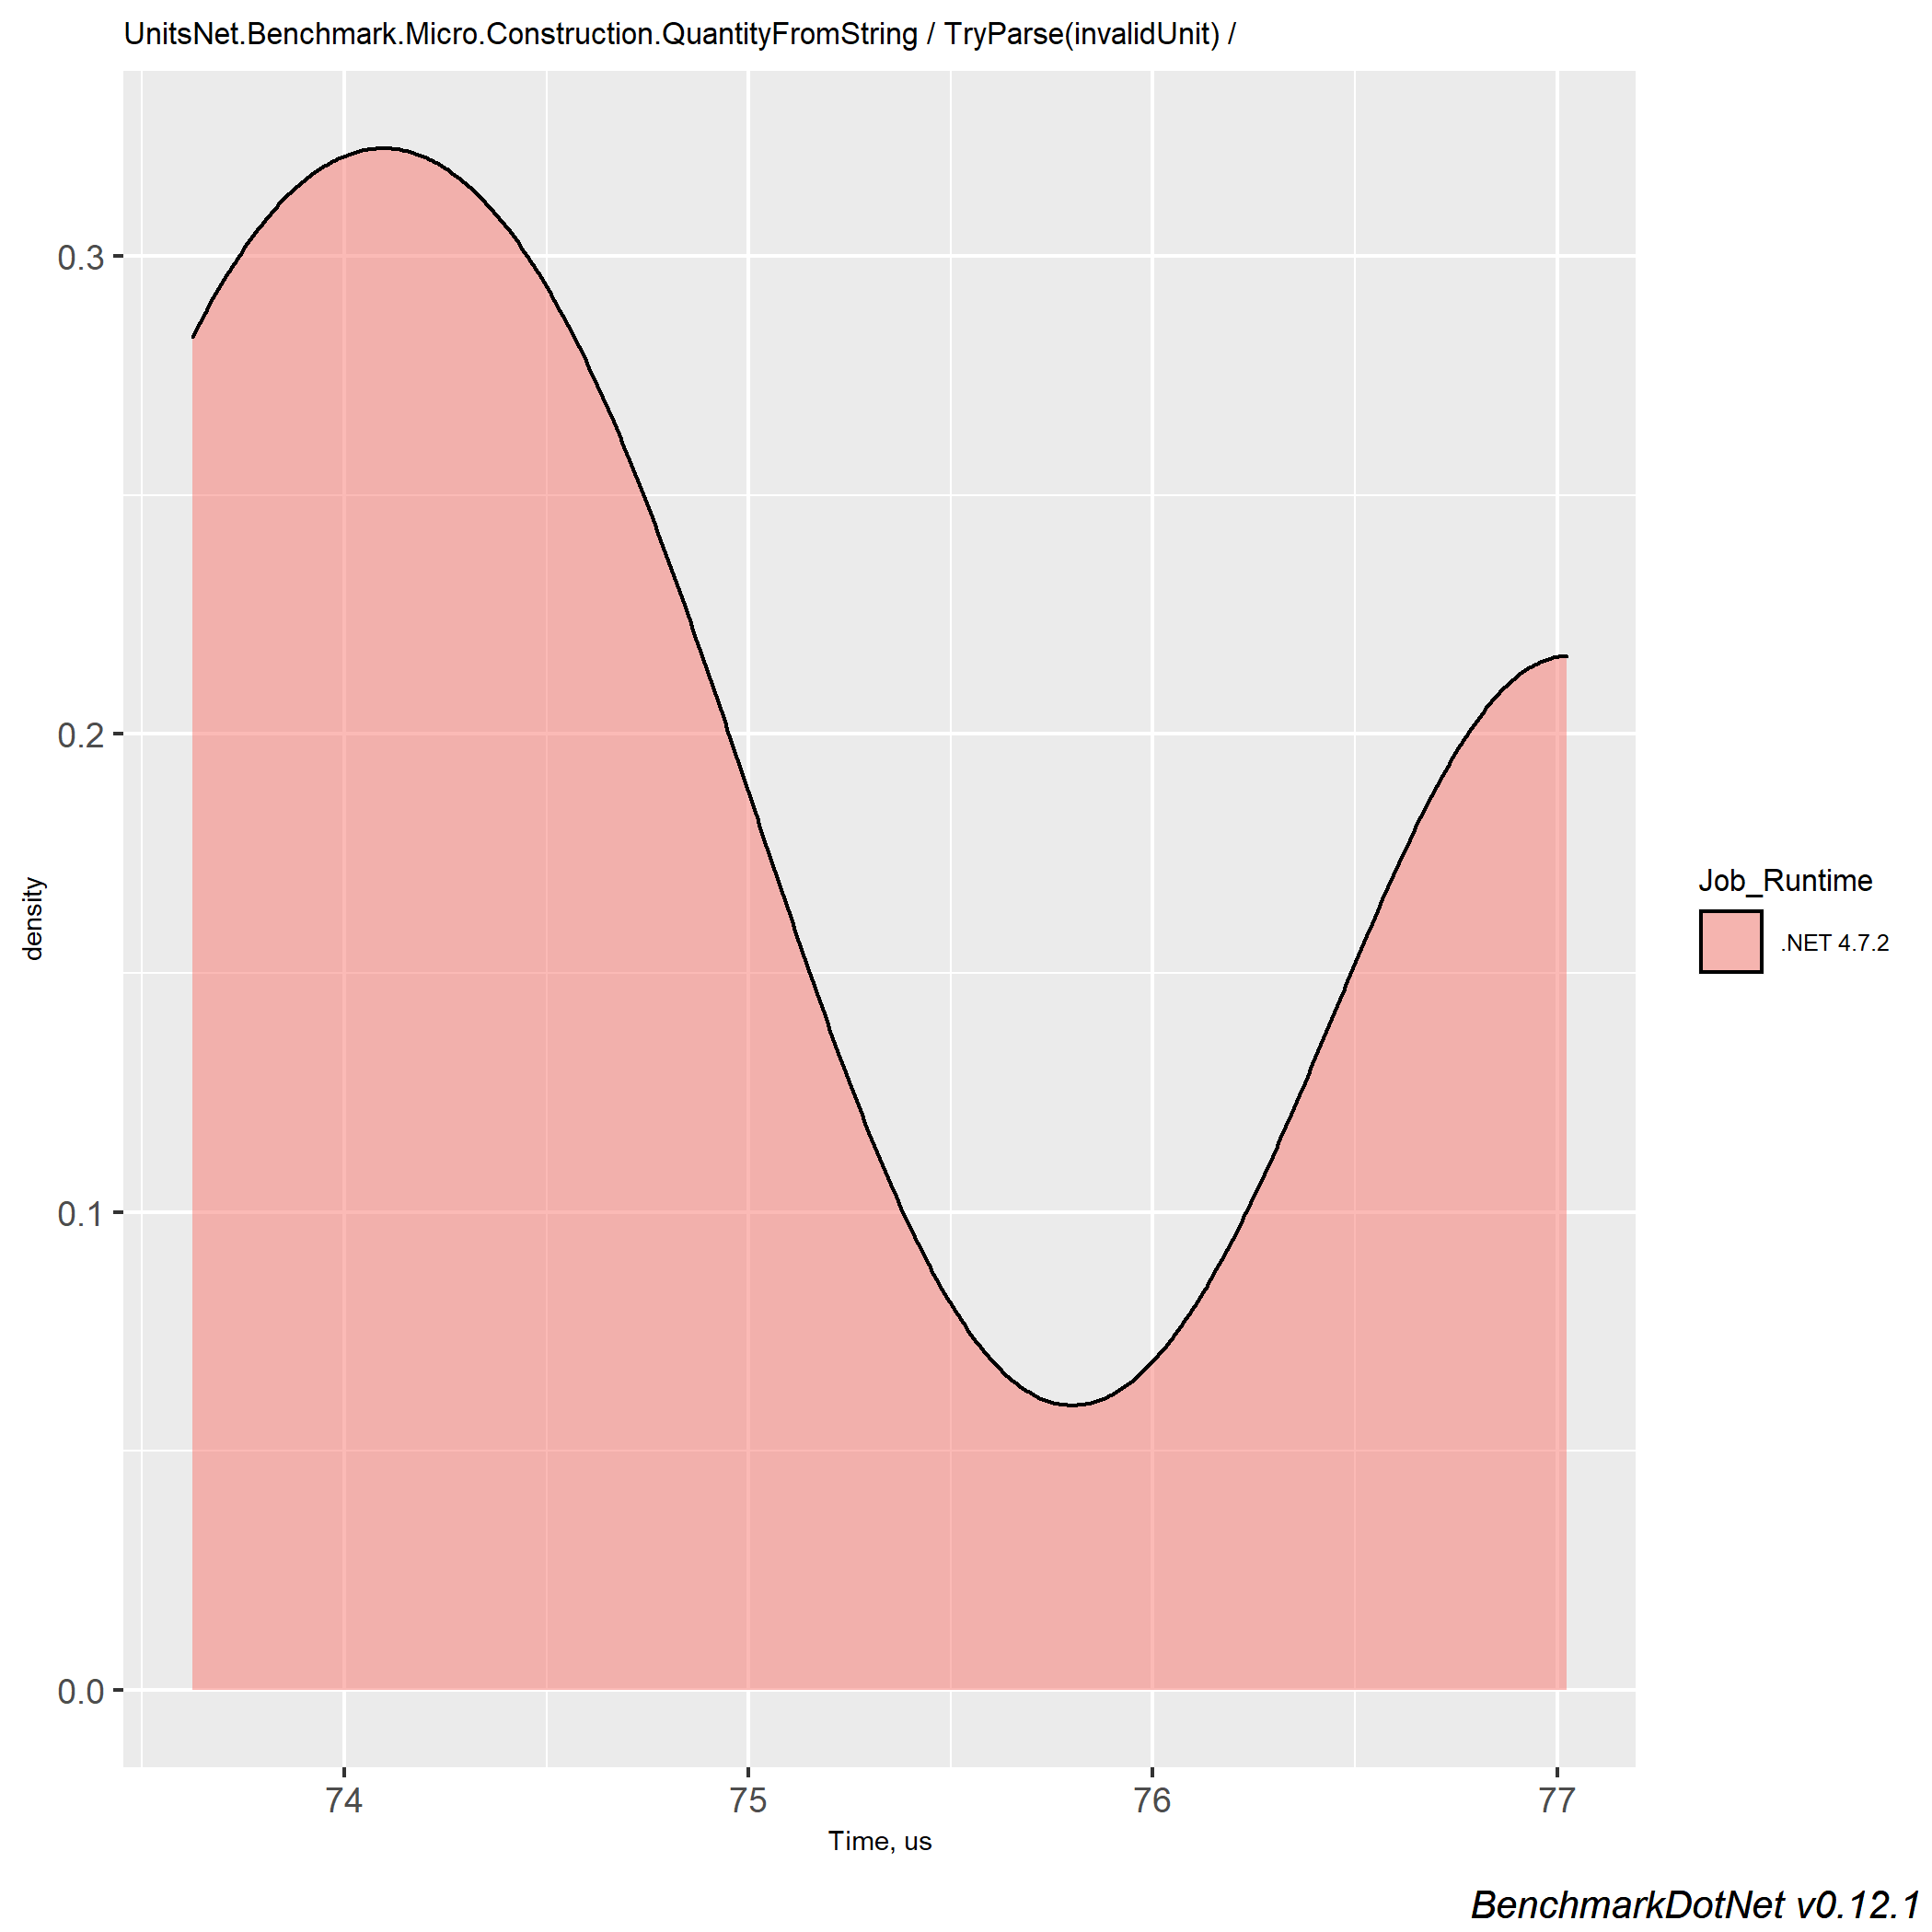 UnitsNet.Benchmark.Micro.Construction.QuantityFromString / TryParse(invalidUnit) /
0.3
0.2
0.1
0.0
density
74 75 76 77
Time, us
Job_Runtime
.NET 4.7.2
BenchmarkDotNet v0.12.1